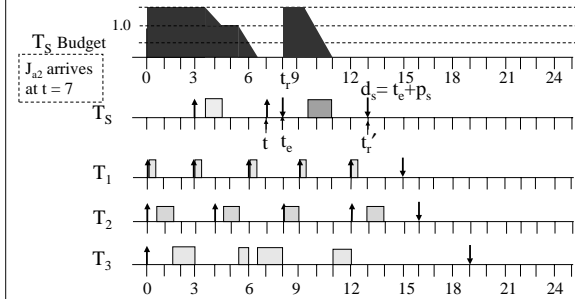 1.0
T_S Budget
0 3 6 9 12 15 18 21 24
J_a2 arrives
at t = 7
t_r
d_s= t_e+p_s
T_S
t t_e t_r′
T_1
T_2
T_3
0 3 6 9 12 15 18 21 24